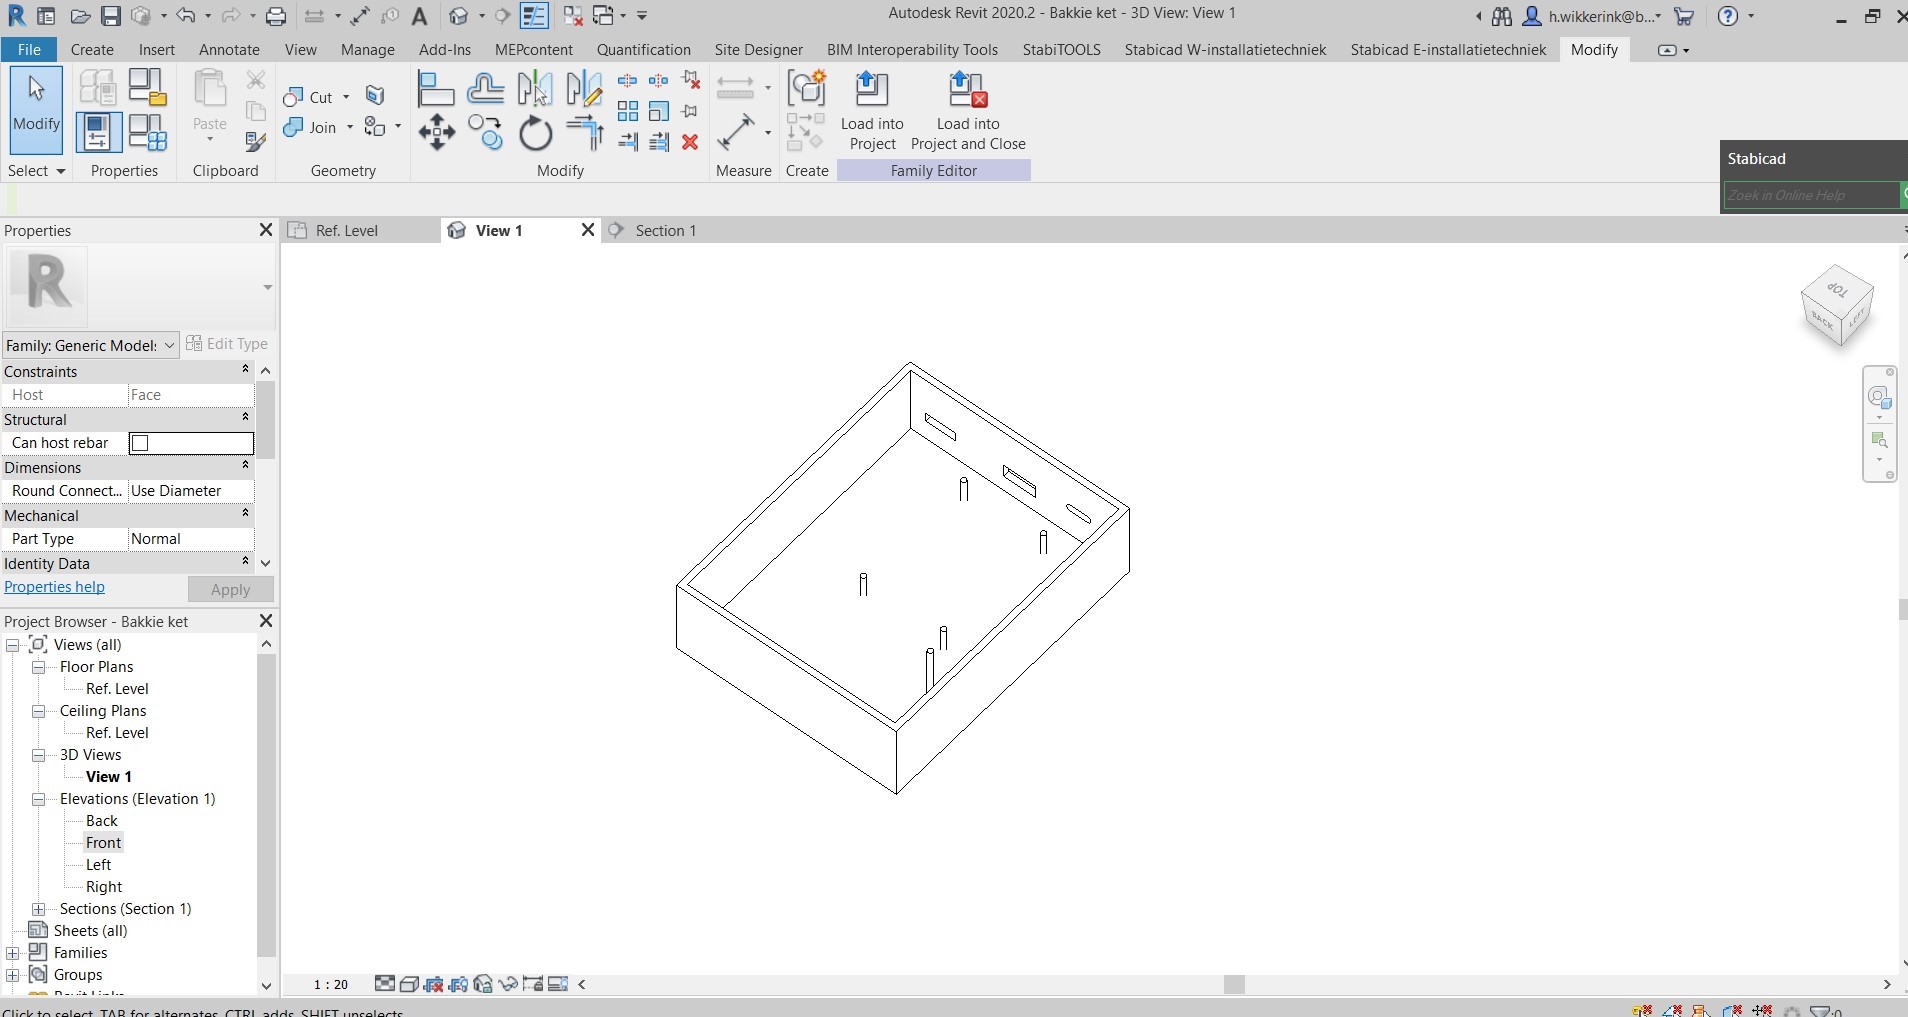 Autodesk Revit 2020.2 - Bakkie ket - 3D View: View 1
h.wikkerink@b...
File Create Insert Annotate View Manage Add-Ins MEPcontent Quantification Site Designer BIM Interoperability Tools StabiTOOLS Stabicad W-installatietechniek Stabicad E-installatietechniek Modify
Modify
Paste
Cut
Join
Load into
Project
Load into
Project and Close
Select Properties Clipboard Geometry Modify Measure Create Family Editor
Stabicad
Zoek in Online Help
Properties
Ref. Level
View 1
Section 1
R
Family: Generic Models
Edit Type
Constraints
Host Face
Structural
Can host rebar
Dimensions
Round Connect... Use Diameter
Mechanical
Part Type Normal
Identity Data
Properties help
Apply
TOP
BACK
LEFT
Project Browser - Bakkie ket
Views (all)
Floor Plans
Ref. Level
Ceiling Plans
Ref. Level
3D Views
View 1
Elevations (Elevation 1)
Back
Front
Left
Right
Sections (Section 1)
Sheets (all)
Families
Groups
Revit Links
1 : 20
Click to select, TAB for alternates, CTRL adds, SHIFT unselects.
:0